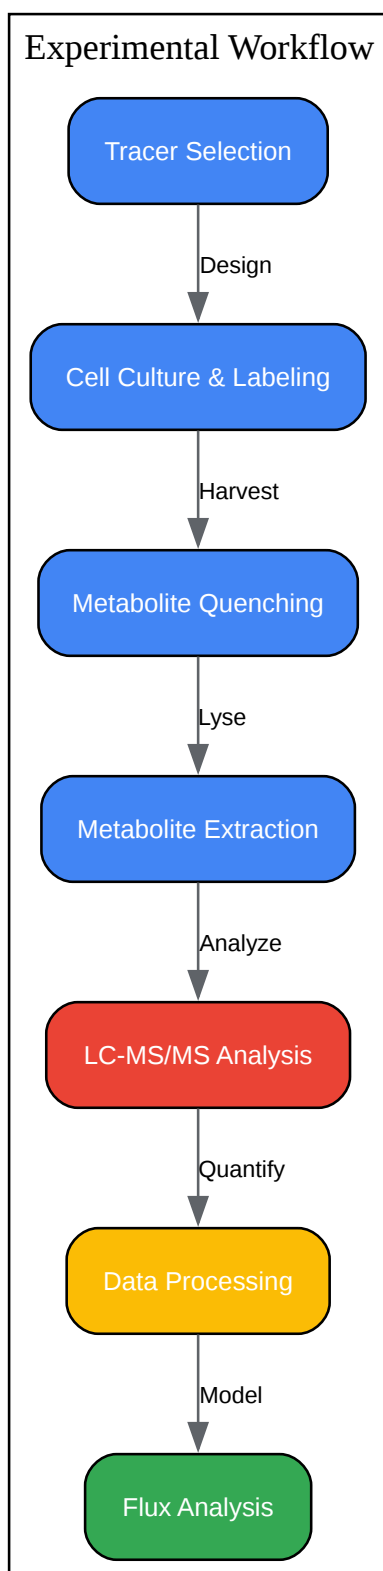 Experimental Workflow
Tracer Selection
Design
Cell Culture & Labeling
Harvest
Metabolite Quenching
Lyse
Metabolite Extraction
Analyze
LC-MS/MS Analysis
Quantify
Data Processing
Model
Flux Analysis